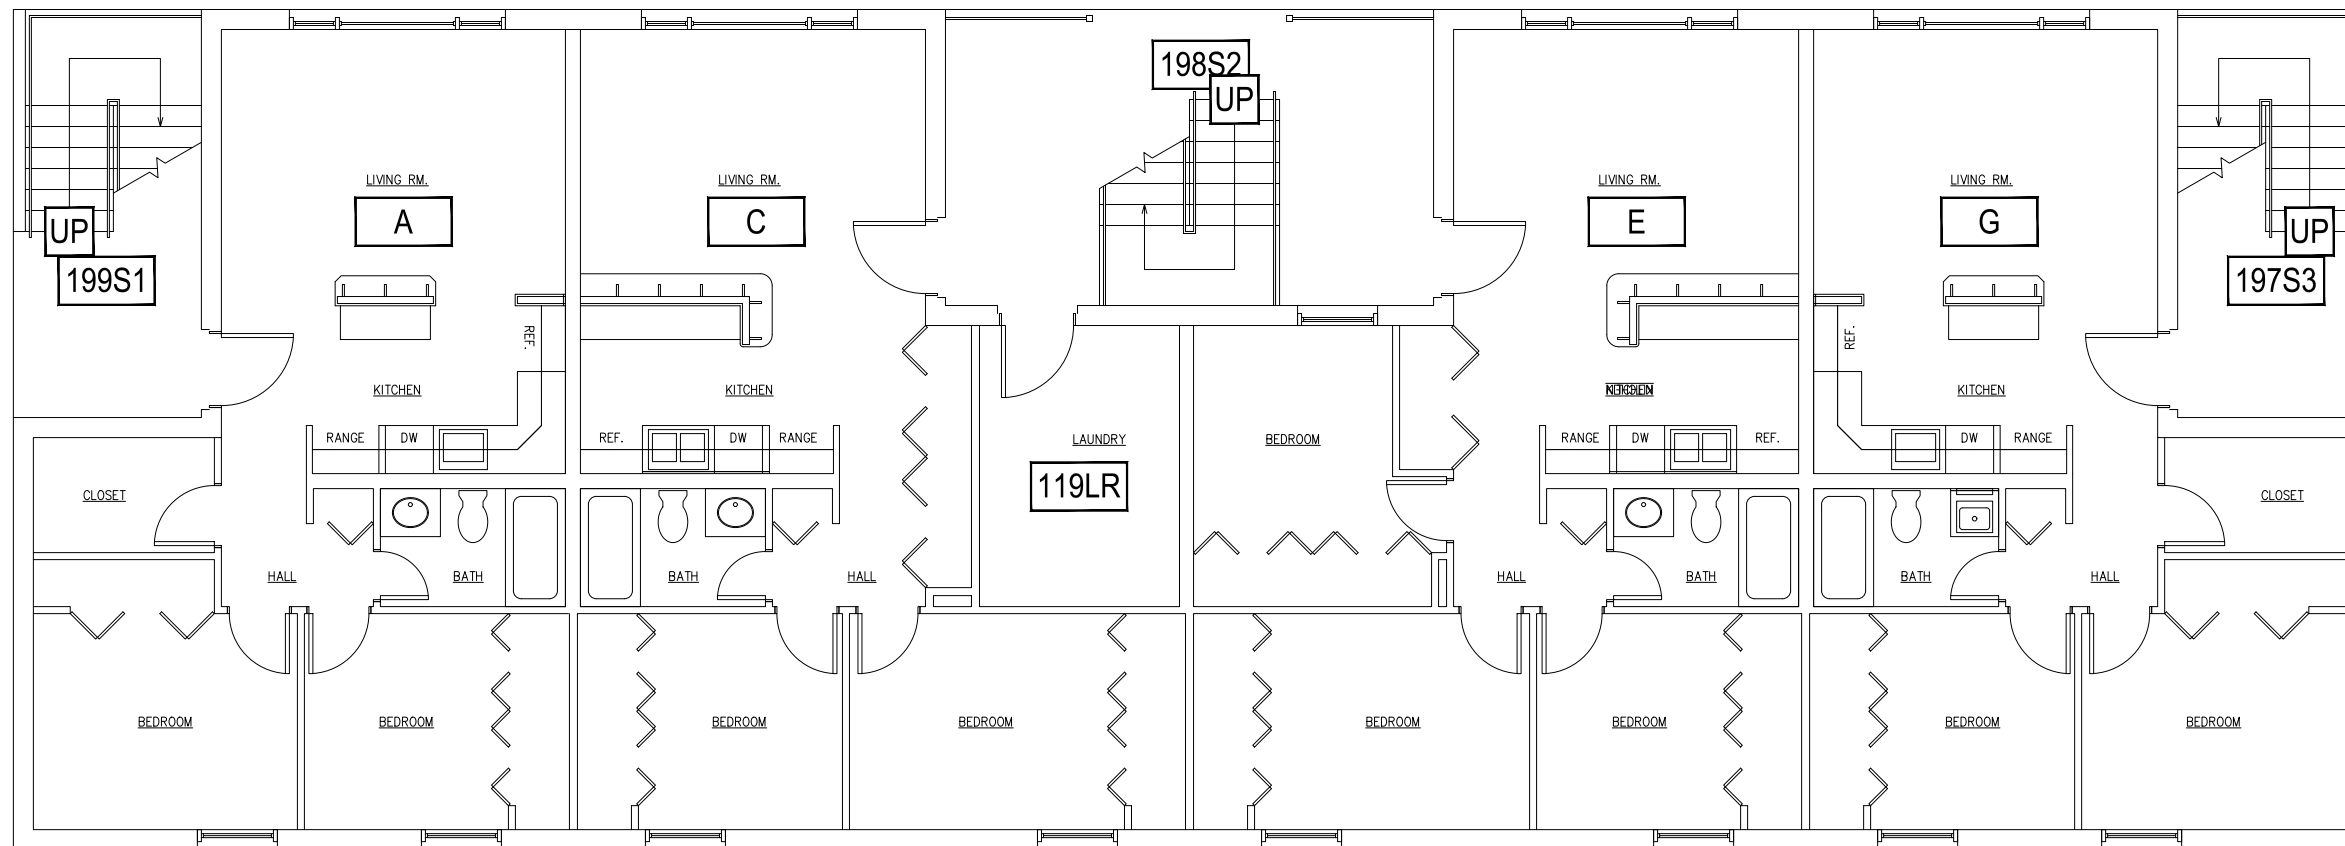 198S2
UP
LIVING RM.
LIVING RM.
LIVING RM.
LIVING RM.
A
C
E
G
UP
UP
199S1
197S3
REF.
REF.
KITCHEN
KITCHEN
KITCHEN
RANGE
DW
REF.
DW
RANGE
LAUNDRY
BEDROOM
RANGE
DW
REF.
DW
RANGE
CLOSET
119LR
CLOSET
HALL
BATH
BATH
HALL
HALL
BATH
BATH
HALL
BEDROOM
BEDROOM
BEDROOM
BEDROOM
BEDROOM
BEDROOM
BEDROOM
BEDROOM